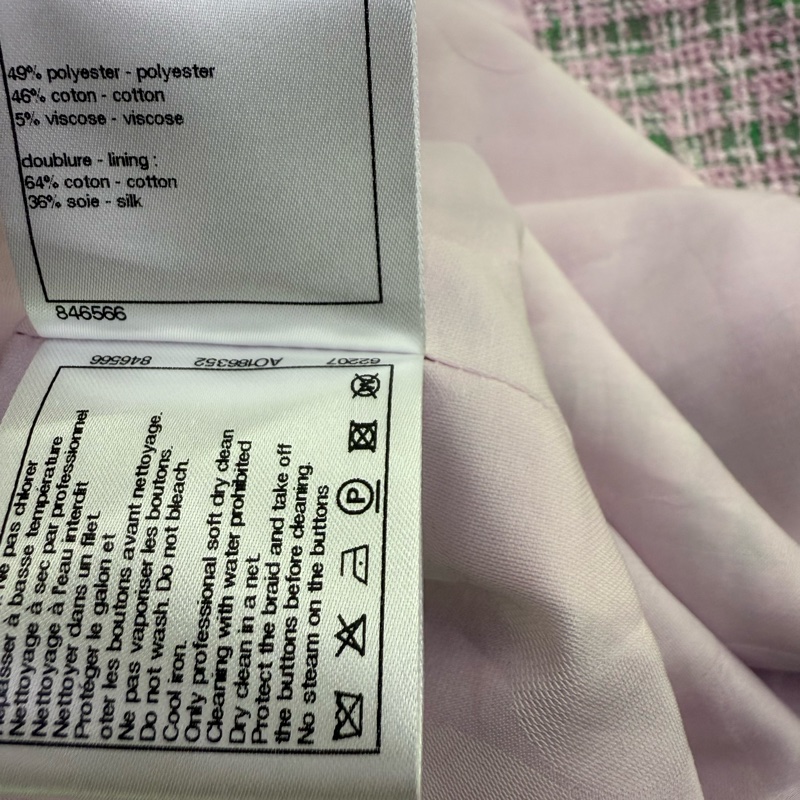 49% polyester - polyester
46% coton - cotton
5% viscose - viscose
doublure - lining :
64% coton - cotton
36% soie - silk
846566
846566 AO186352 62207
Ne pas chlorer
Repasser à basse température
Nettoyage à sec par professionnel
Nettoyage à l'eau interdit
Nettoyer dans un filet.
Protéger le galon et
oter les boutons avant nettoyage.
Ne pas vaporiser les boutons.
Do not wash. Do not bleach.
Cool iron.
Only professional soft dry clean
Cleaning with water prohibited
Dry clean in a net.
Protect the braid and take off
the buttons before cleaning.
No steam on the buttons
P